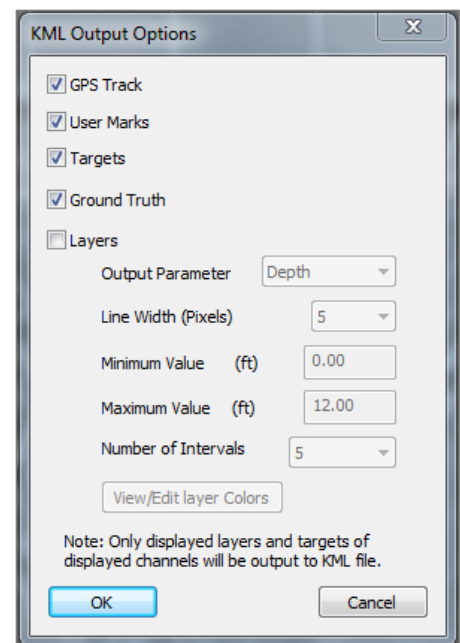 KML Output Options
GPS Track
User Marks
Targets
Ground Truth
Layers
Output Parameter Depth
Line Width (Pixels) 5
Minimum Value (ft) 0.00
Maximum Value (ft) 12.00
Number of Intervals 5
View/Edit layer Colors
Note: Only displayed layers and targets of
displayed channels will be output to KML file.
OK Cancel